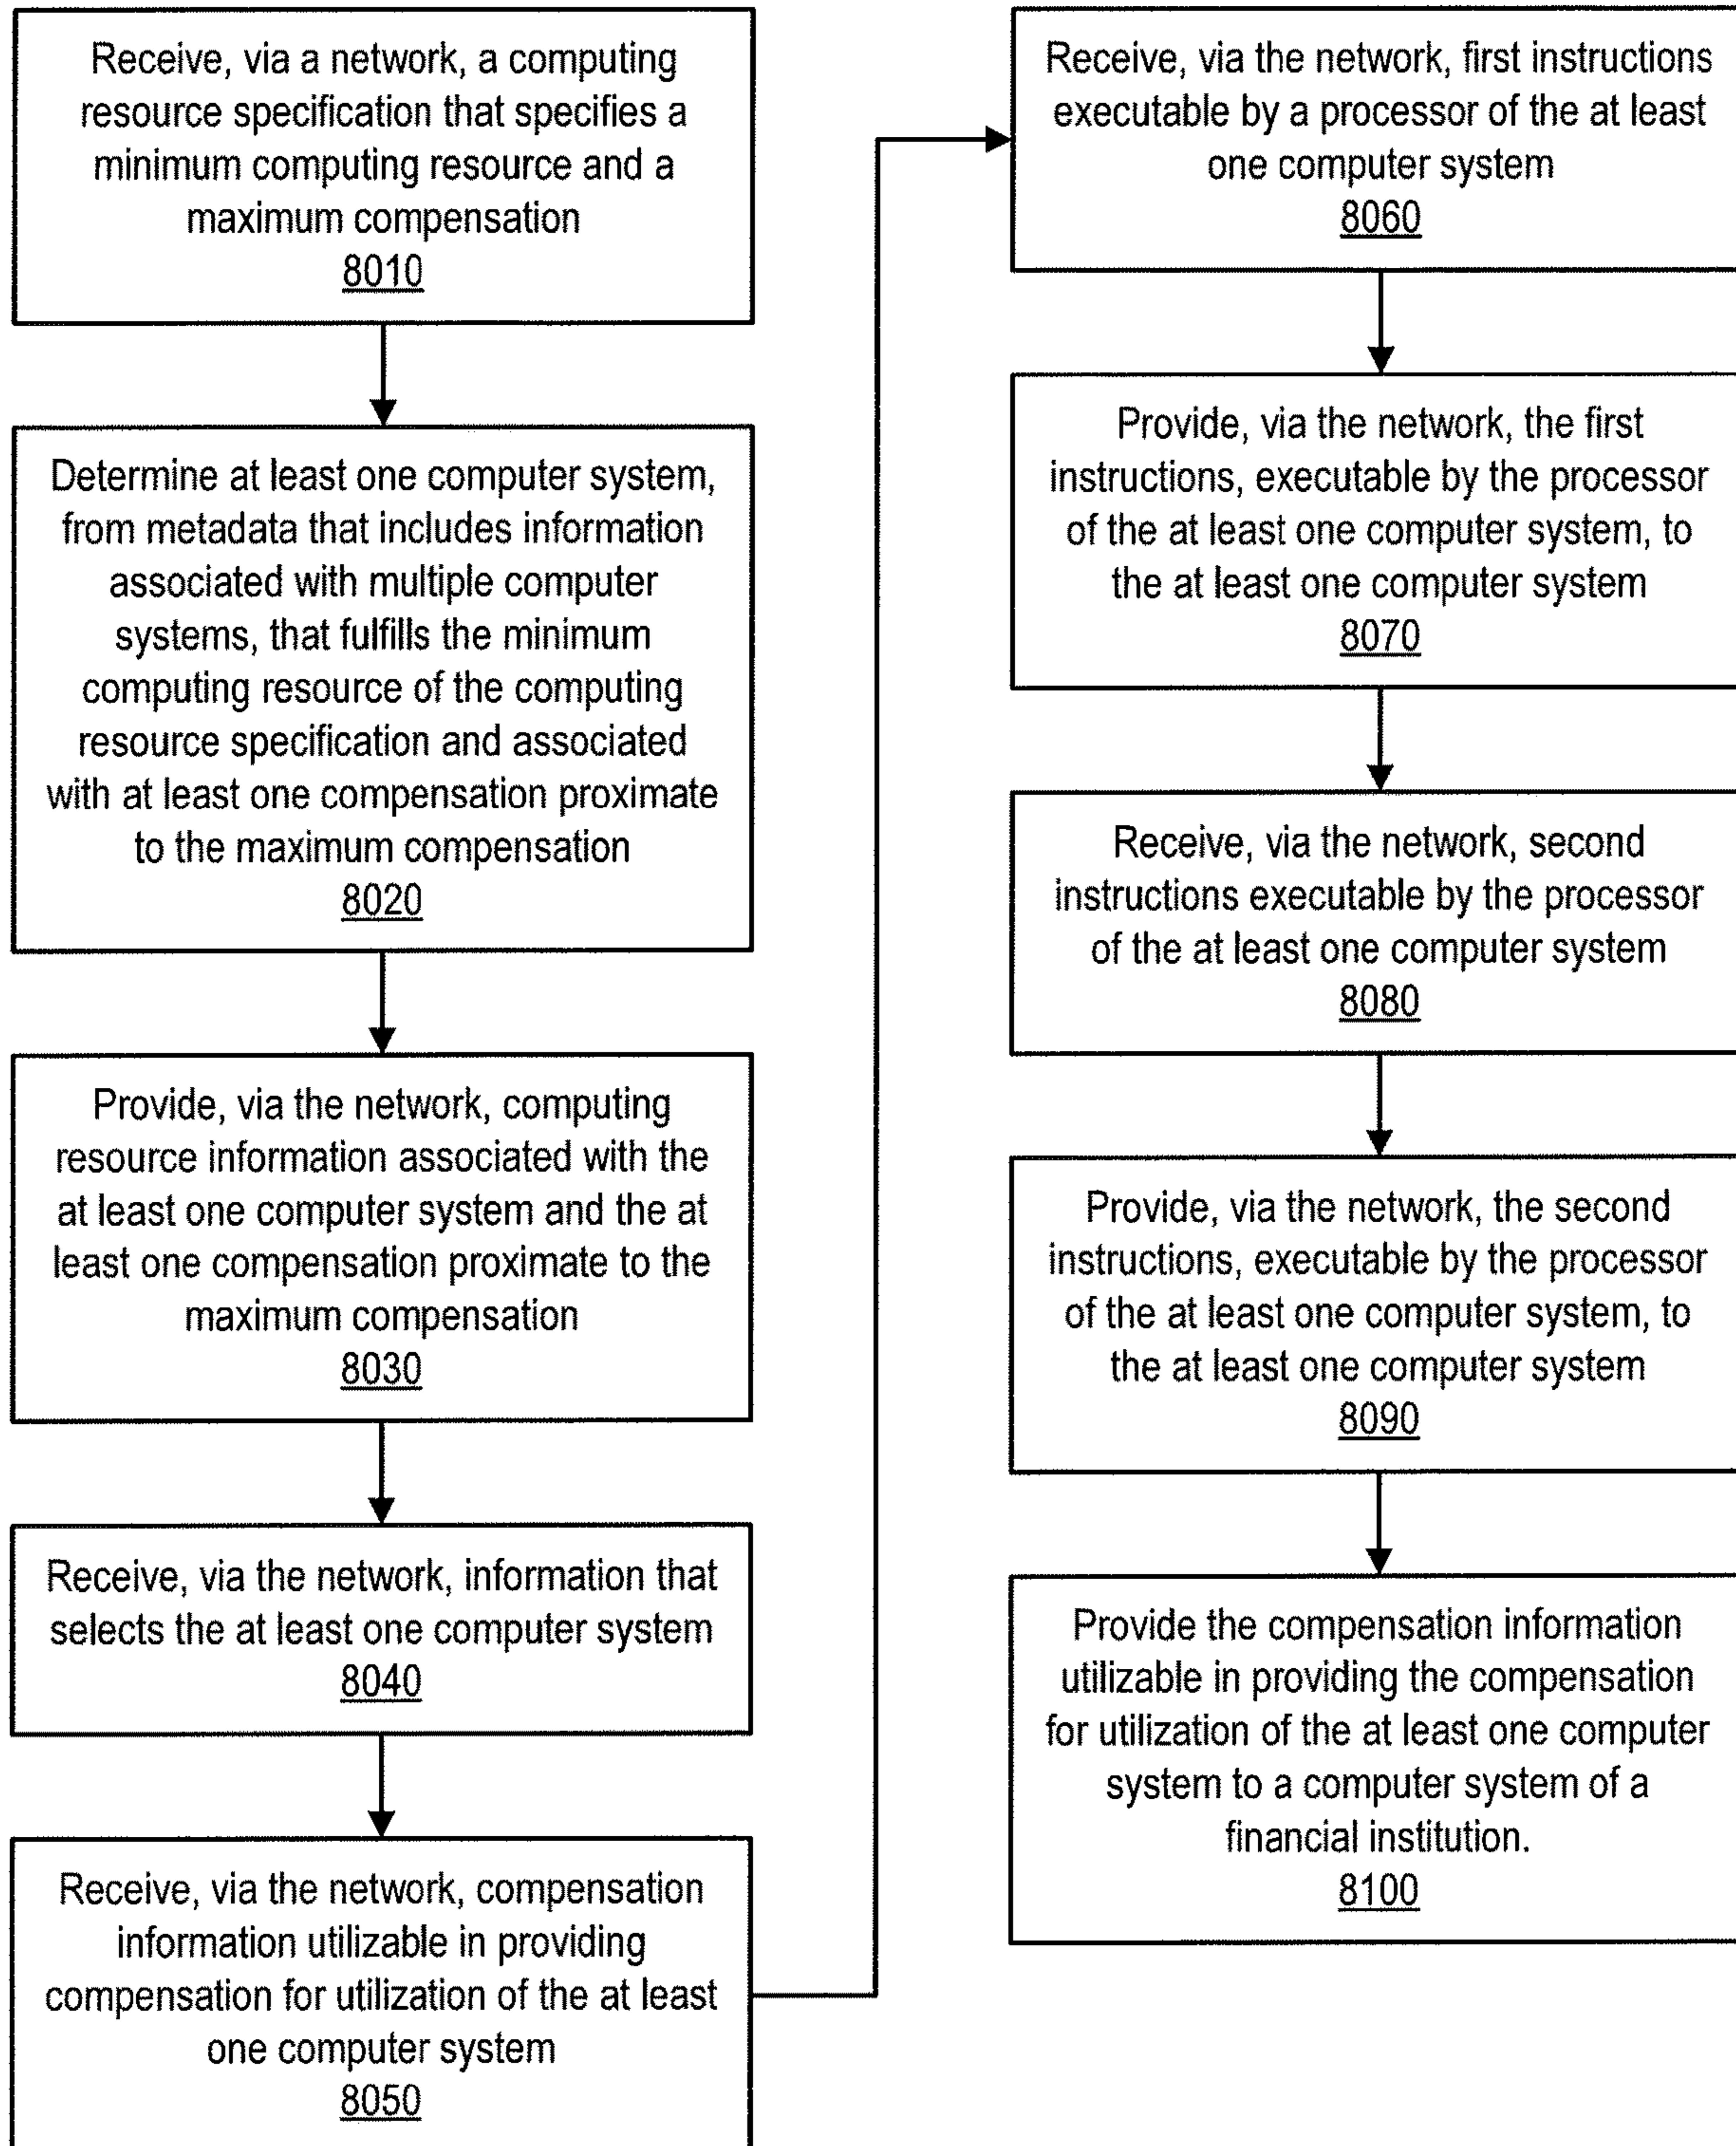 Receive, via a network, a computing
resource specification that specifies a
minimum computing resource and a
maximum compensation
8010
Determine at least one computer system,
from metadata that includes information
associated with multiple computer
systems, that fulfills the minimum
computing resource of the computing
resource specification and associated
with at least one compensation proximate
to the maximum compensation
8020
Provide, via the network, computing
resource information associated with the
at least one computer system and the at
least one compensation proximate to the
maximum compensation
8030
Receive, via the network, information that
selects the at least one computer system
8040
Receive, via the network, compensation
information utilizable in providing
compensation for utilization of the at least
one computer system
8050
Receive, via the network, first instructions
executable by a processor of the at least
one computer system
8060
Provide, via the network, the first
instructions, executable by the processor
of the at least one computer system, to
the at least one computer system
8070
Receive, via the network, second
instructions executable by the processor
of the at least one computer system
8080
Provide, via the network, the second
instructions, executable by the processor
of the at least one computer system, to
the at least one computer system
8090
Provide the compensation information
utilizable in providing the compensation
for utilization of the at least one computer
system to a computer system of a
financial institution.
8100